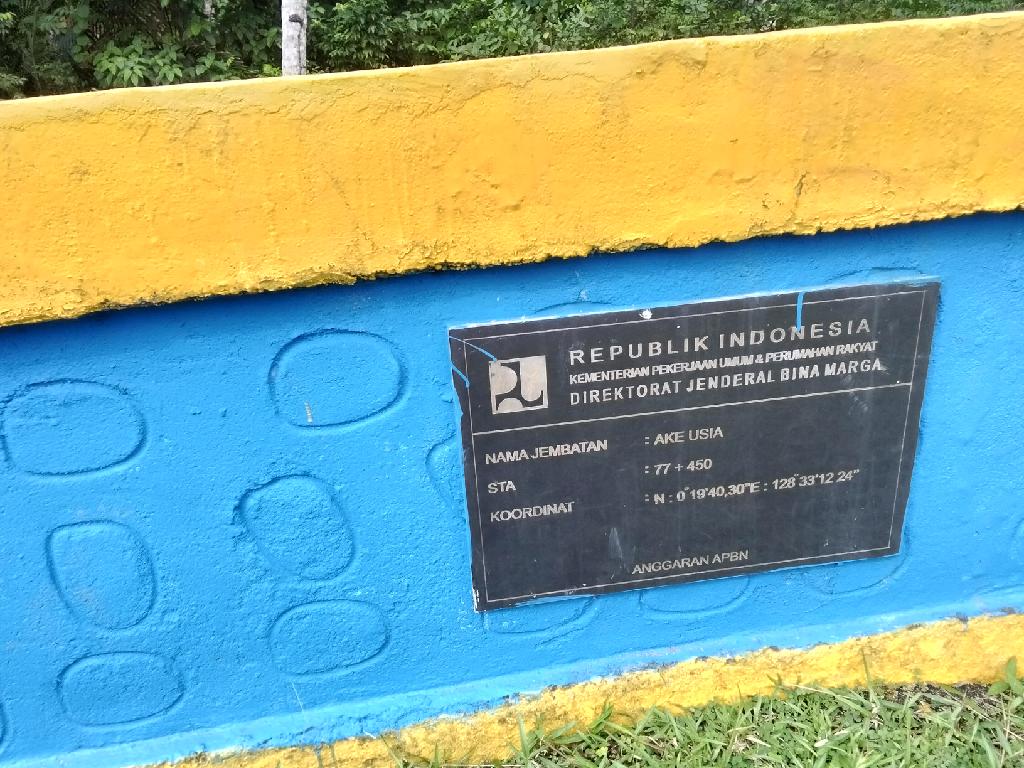 REPUBLIK INDONESIA
KEMENTERIAN PEKERJAAN UMUM & PERUMAHAN RAKYAT
DIREKTORAT JENDERAL BINA MARGA
NAMA JEMBATAN : AKE USIA
STA : 77 + 450
KOORDINAT : N : 0°19'40,30"E : 128°33'12 24"
ANGGARAN APBN